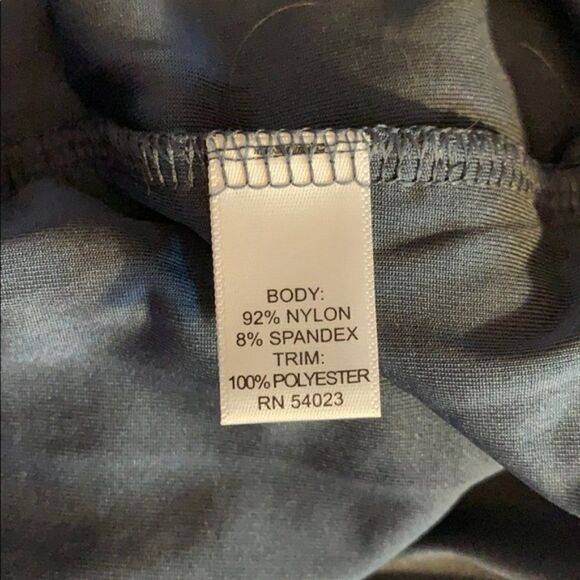 BODY:
92% NYLON
8% SPANDEX
TRIM:
100% POLYESTER
RN 54023